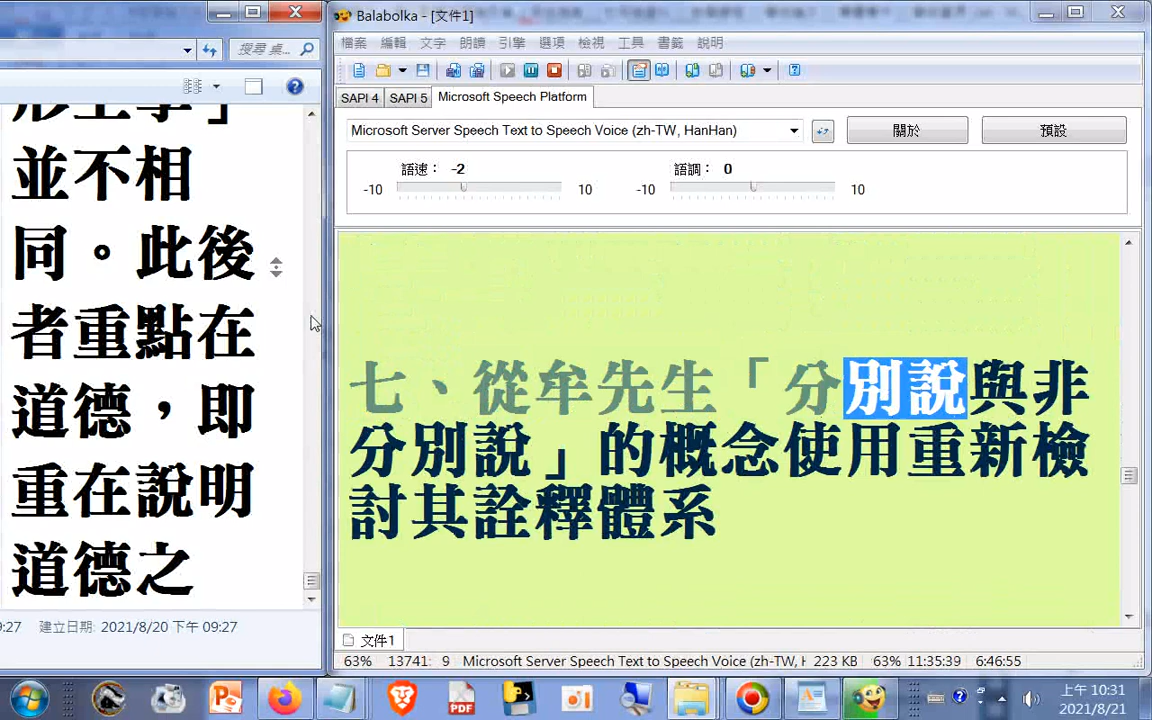 搜尋 桌...
形上學」
並不相
同。此後
者重點在
道德，即
重在說明
道德之
09:27 建立日期: 2021/8/20 下午 09:27
Balabolka - [文件1]
檔案 編輯 文字 朗讀 引擎 選項 檢視 工具 書籤 說明
SAPI 4 SAPI 5 Microsoft Speech Platform
Microsoft Server Speech Text to Speech Voice (zh-TW, HanHan) 關於 預設
語速： -2 語調： 0
-10 10 -10 10
七、從牟先生「分別說與非
分別說」的概念使用重新檢
討其詮釋體系
文件1
63% 13741: 9 Microsoft Server Speech Text to Speech Voice (zh-TW, H 223 KB 63% 11:35:39 6:46:55
PDF
上午 10:31
2021/8/21